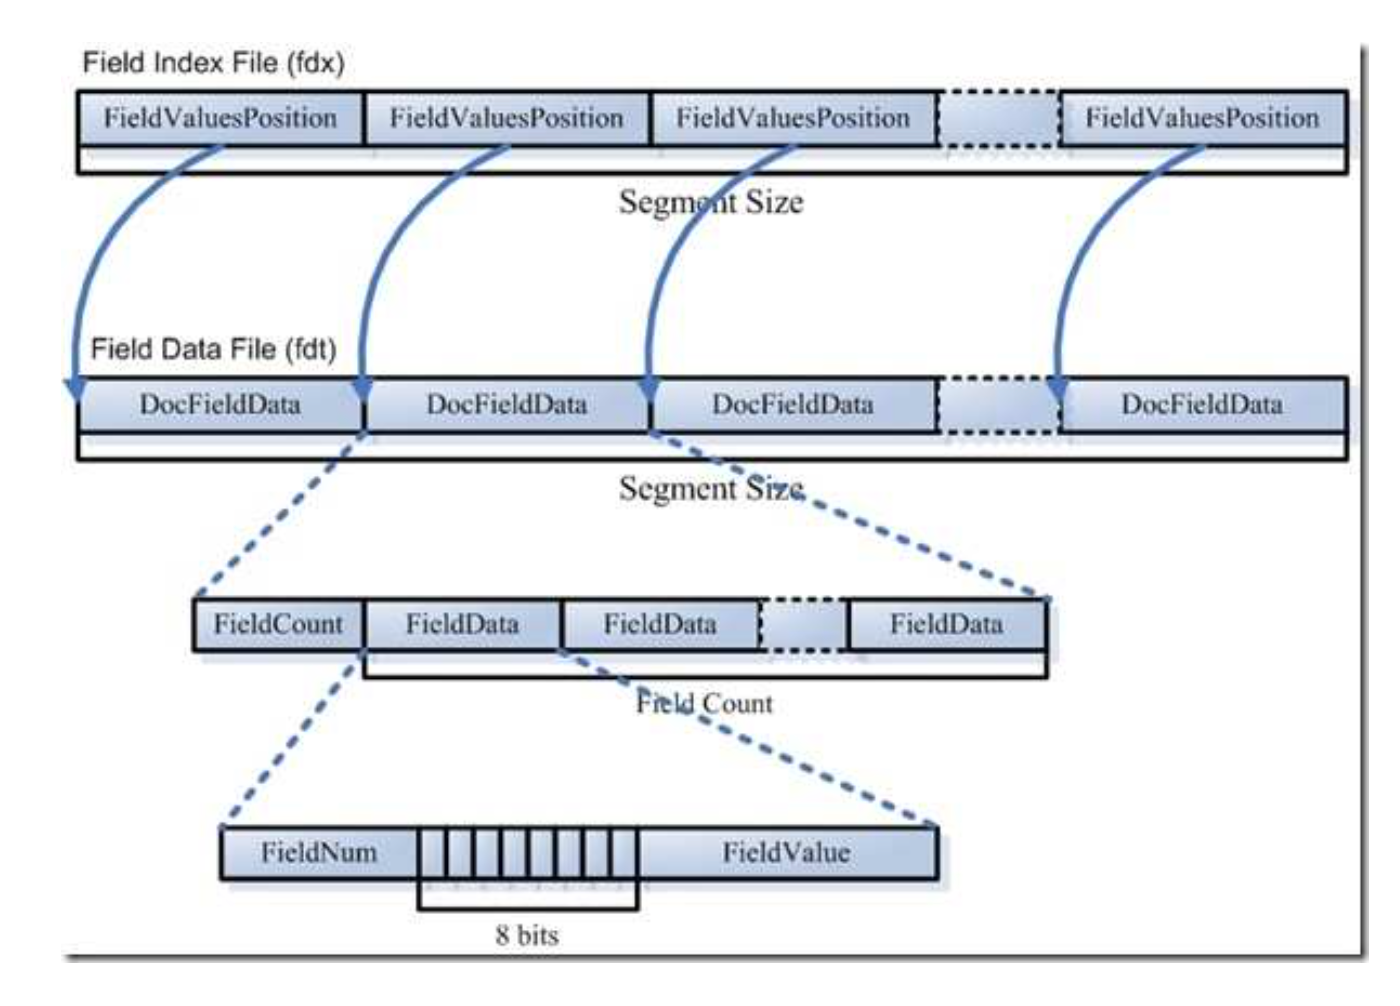 Field Index File (fdx)
FieldValuesPosition FieldValuesPosition FieldValuesPosition FieldValuesPosition
Segment Size
Field Data File (fdt)
DocFieldData DocFieldData DocFieldData DocFieldData
Segment Size
FieldCount FieldData FieldData FieldData
Field Count
FieldNum FieldValue
8 bits